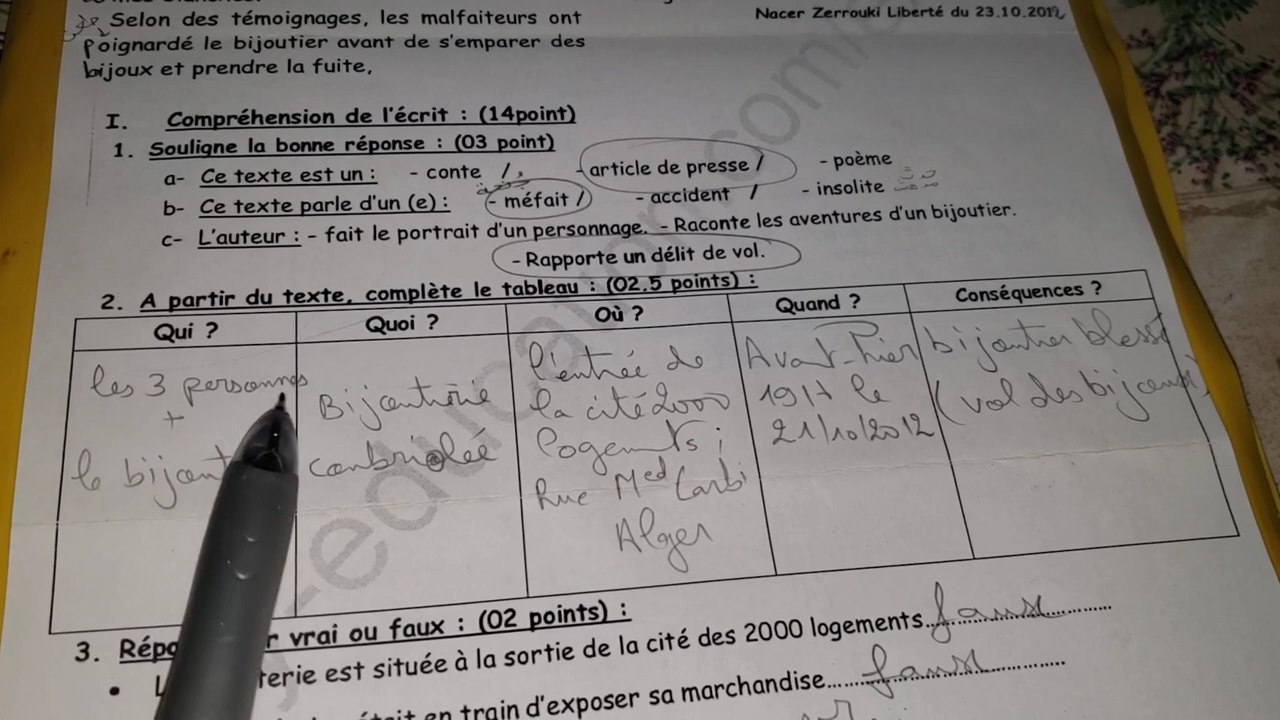 Selon des témoignages, les malfaiteurs ont
poignardé le bijoutier avant de s'emparer des
bijoux et prendre la fuite,
Nacer Zerrouki Liberté du 23.10.2012
I. Compréhension de l'écrit : (14point)
1. Souligne la bonne réponse : (03 point)
a- Ce texte est un : - conte / - article de presse / - poème
b- Ce texte parle d'un (e) : - méfait / - accident / - insolite
c- L'auteur : - fait le portrait d'un personnage. - Raconte les aventures d'un bijoutier.
- Rapporte un délit de vol.
2. A partir du texte, complète le tableau : (02.5 points) :
Qui ? Quoi ? Où ? Quand ? Conséquences ?
les 3 personnes
+
le bijout
Bijouterie
cambriolée
l'entrée de
la cité 2000
logements ;
Rue Med Larbi
Alger
Avant-hier
19H le
21/10/2012
bijoutier blessé
(vol des bijoux)
3. Répo r vrai ou faux : (02 points) :
terie est située à la sortie de la cité des 2000 logements faux
était en train d'exposer sa marchandise faux